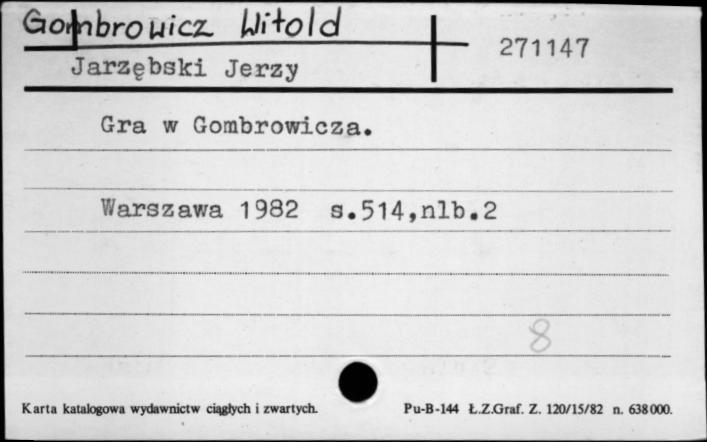 Gombrowicz Witold
271147
Jarzębski Jerzy
Gra w Gombrowicza.
Warszawa 1982 s.514,nlb.2
8
Karta katalogowa wydawnictw ciągłych i zwartych. Pu-B-144 Ł.Z.Graf. Z. 120/15/82 n. 638000.